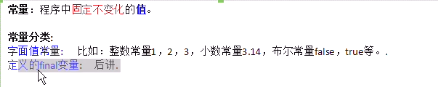 常量：程序中固定不变化的值。
常量分类:
字面值常量;   比如：整数常量1，2，3，小数常量3.14，布尔常量false，true等。.
定义的final变量;   后讲.